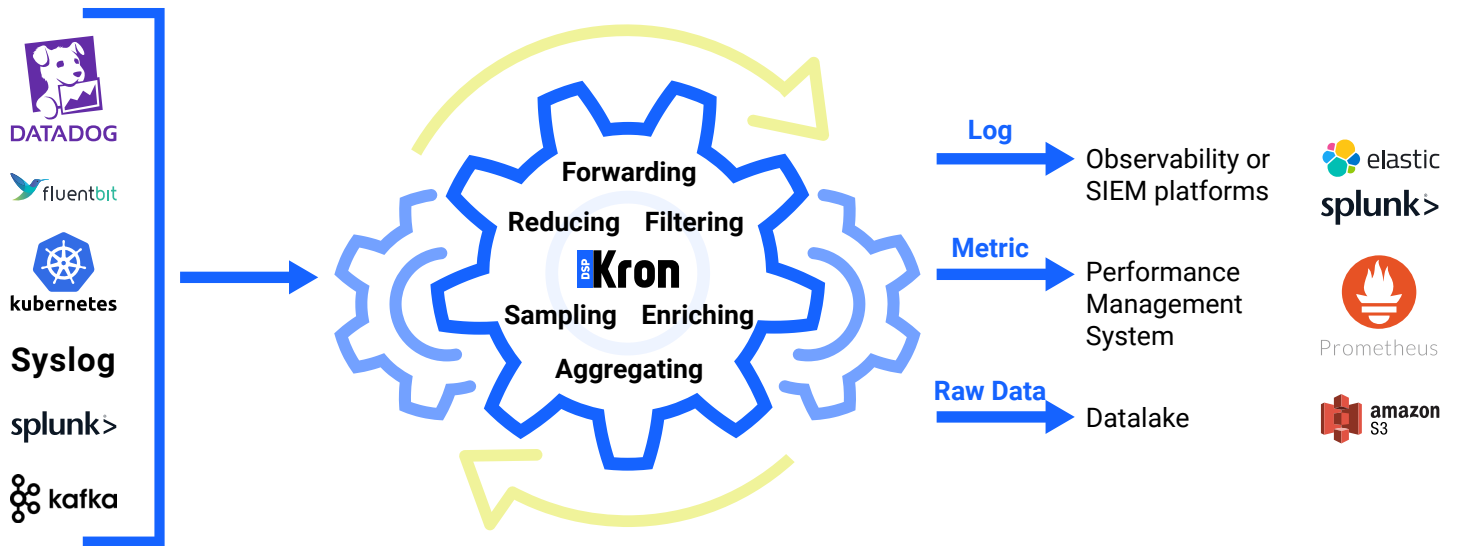 DATADOG
fluentbit
kubernetes
Syslog
splunk>
kafka
Forwarding
Reducing Filtering
DSP Kron
Sampling Enriching
Aggregating
Log
Observability or
SIEM platforms
elastic
splunk>
Metric
Performance
Management
System
Prometheus
Raw Data
Datalake
amazon
S3